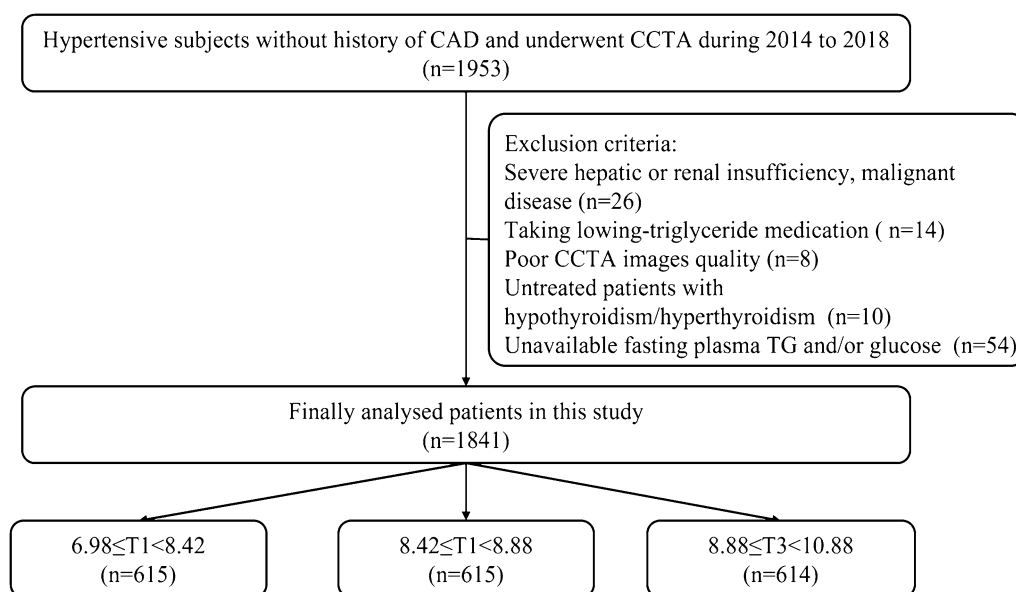 Hypertensive subjects without history of CAD and underwent CCTA during 2014 to 2018
(n=1953)
Exclusion criteria:
Severe hepatic or renal insufficiency, malignant
disease (n=26)
Taking lowing-triglyceride medication ( n=14)
Poor CCTA images quality (n=8)
Untreated patients with
hypothyroidism/hyperthyroidism (n=10)
Unavailable fasting plasma TG and/or glucose (n=54)
Finally analysed patients in this study
(n=1841)
6.98≤T1<8.42
(n=615)
8.42≤T1<8.88
(n=615)
8.88≤T3<10.88
(n=614)